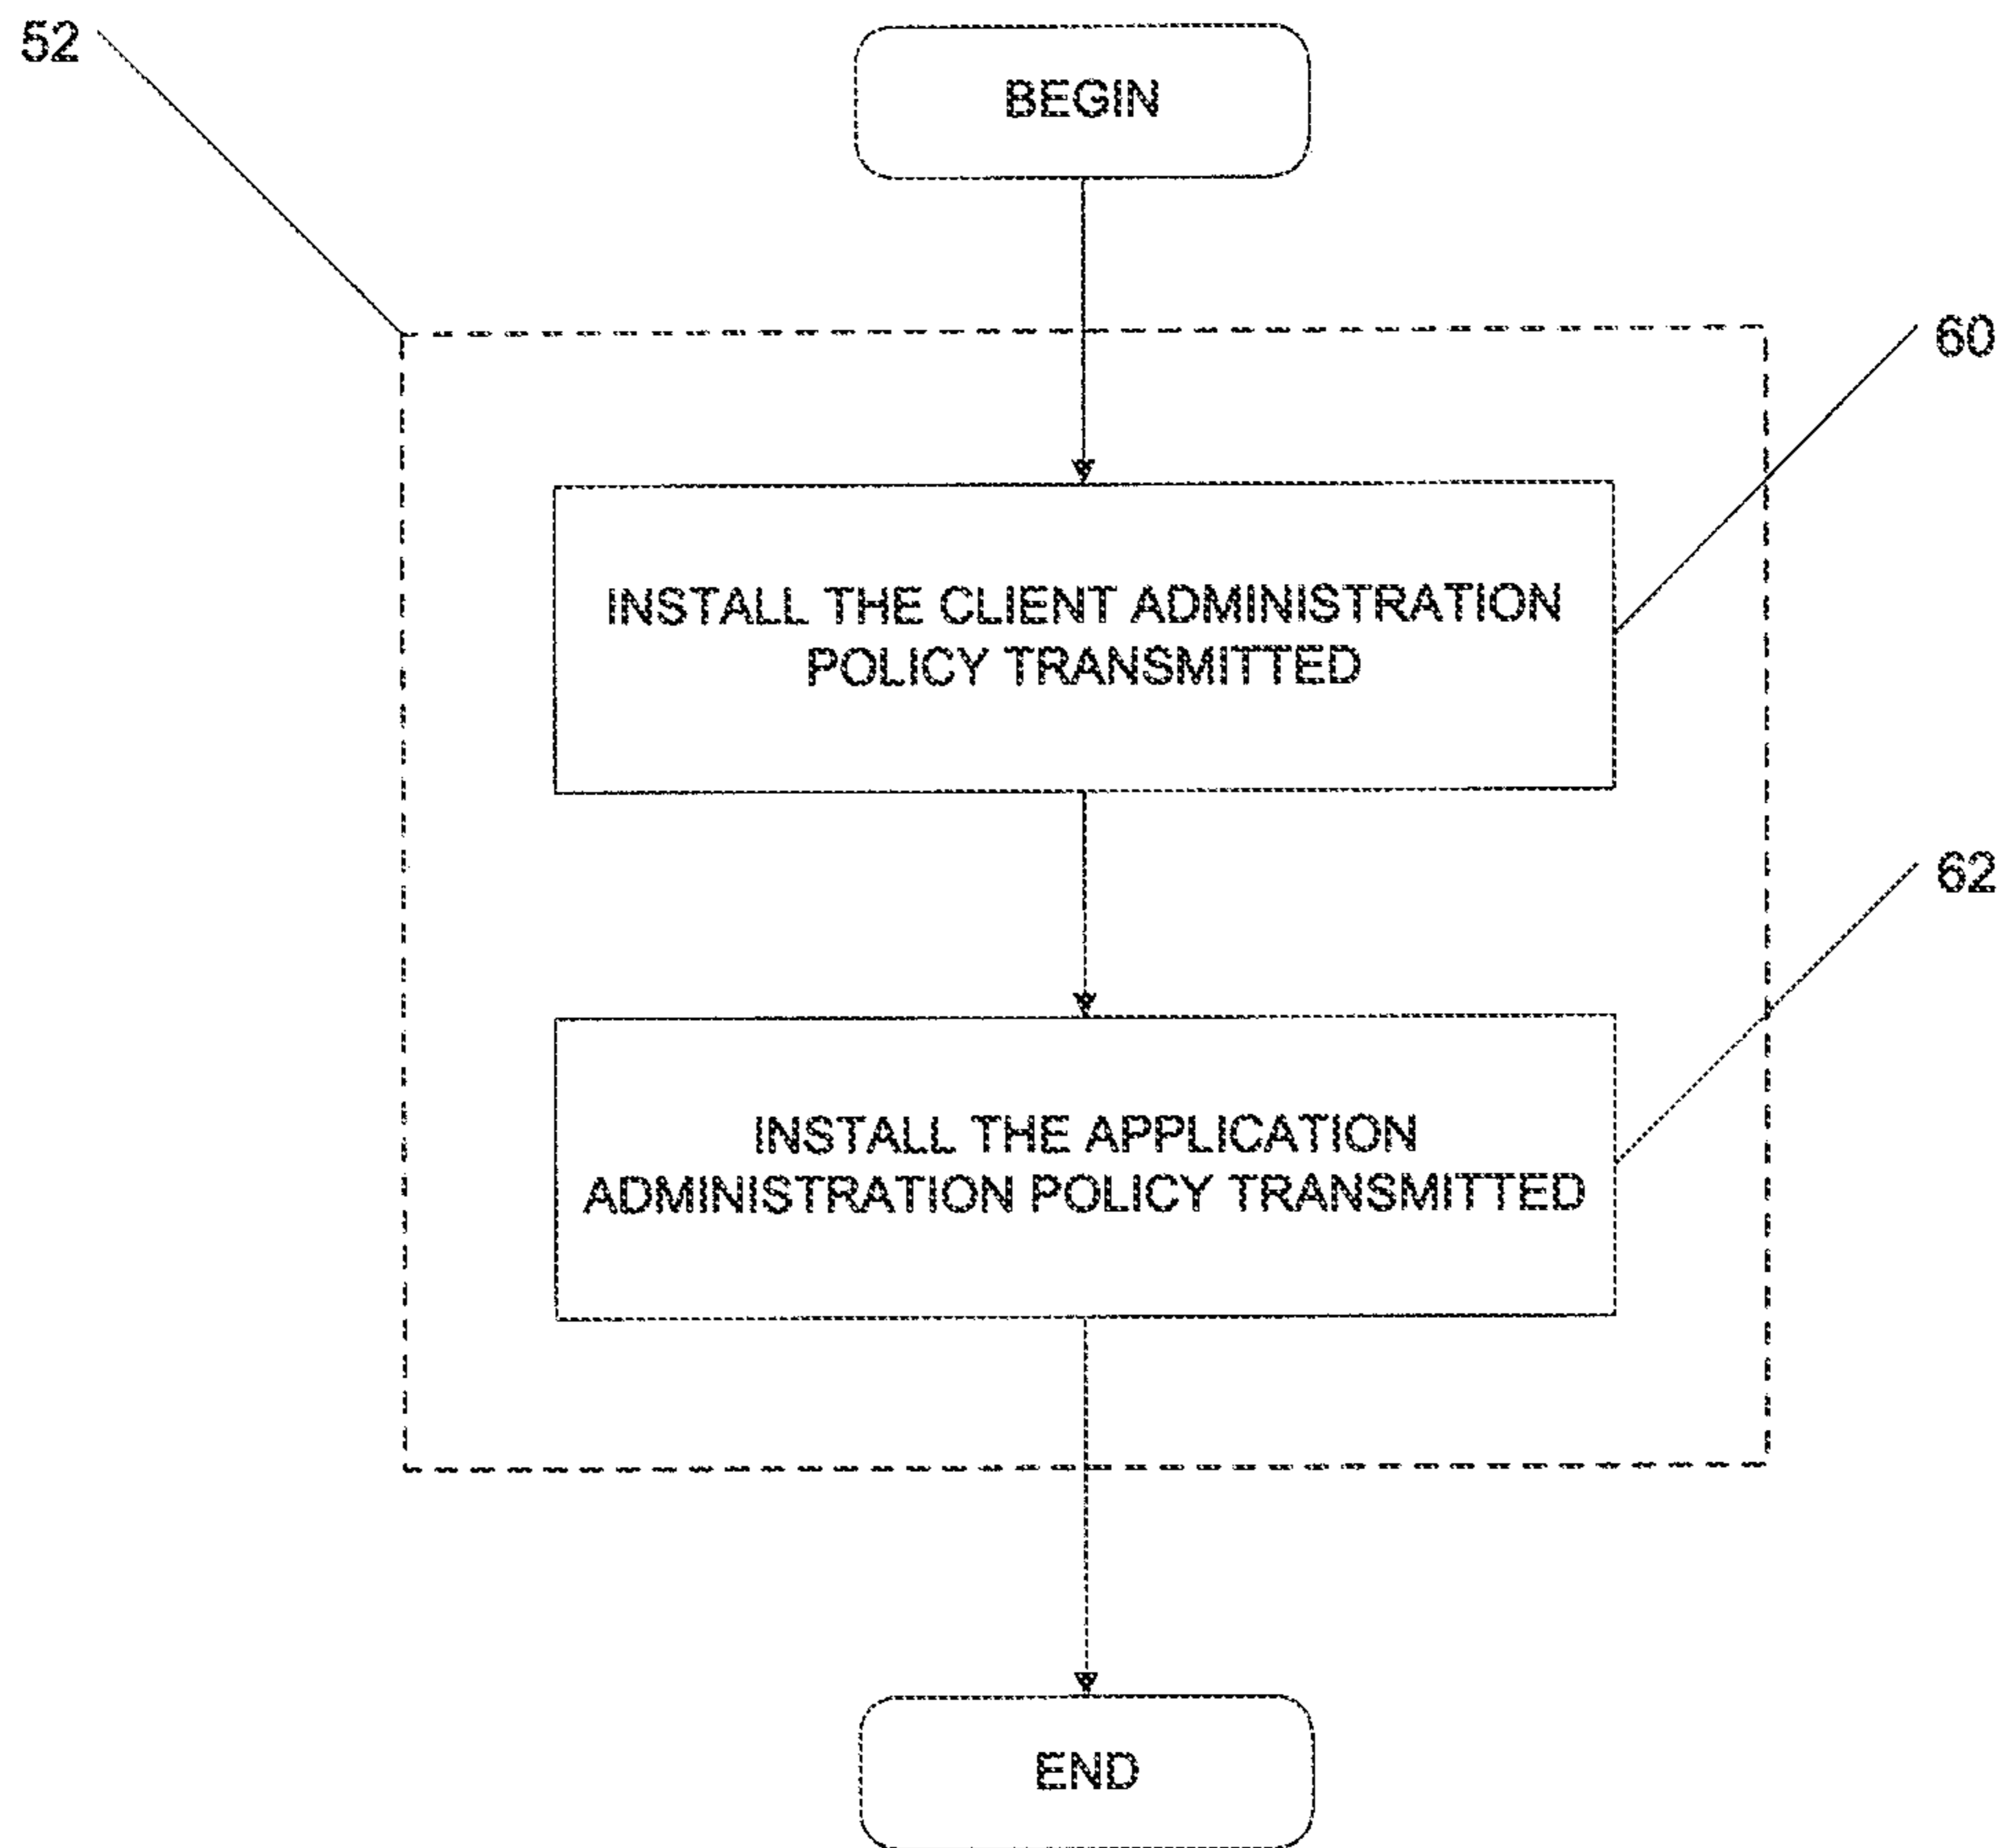 52
BEGIN
60
INSTALL THE CLIENT ADMINISTRATION
POLICY TRANSMITTED
62
INSTALL THE APPLICATION
ADMINISTRATION POLICY TRANSMITTED
END